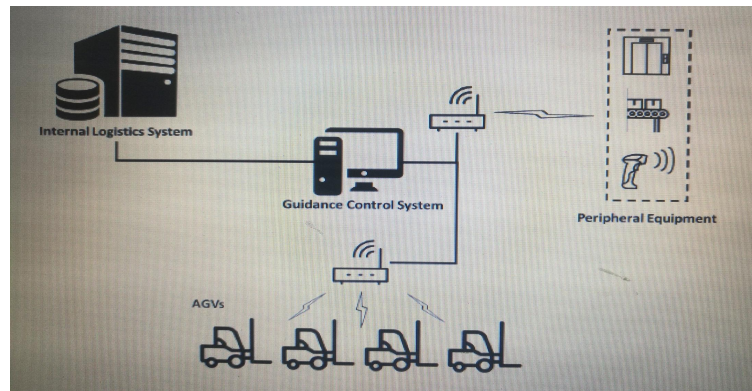 Internal Logistics System
Guidance Control System
Peripheral Equipment
AGVs